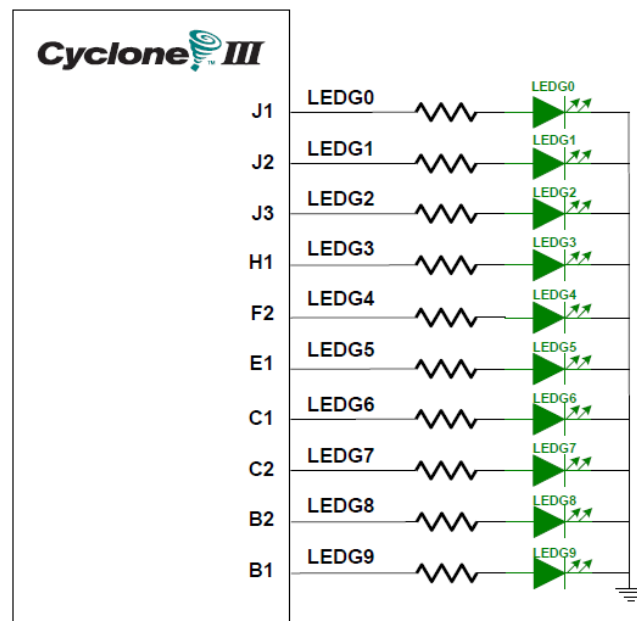 Cyclone III
LEDG0
J1 LEDG0
LEDG1
J2 LEDG1
LEDG2
J3 LEDG2
LEDG3
H1 LEDG3
LEDG4
F2 LEDG4
LEDG5
E1 LEDG5
LEDG6
C1 LEDG6
LEDG7
C2 LEDG7
LEDG8
B2 LEDG8
LEDG9
B1 LEDG9